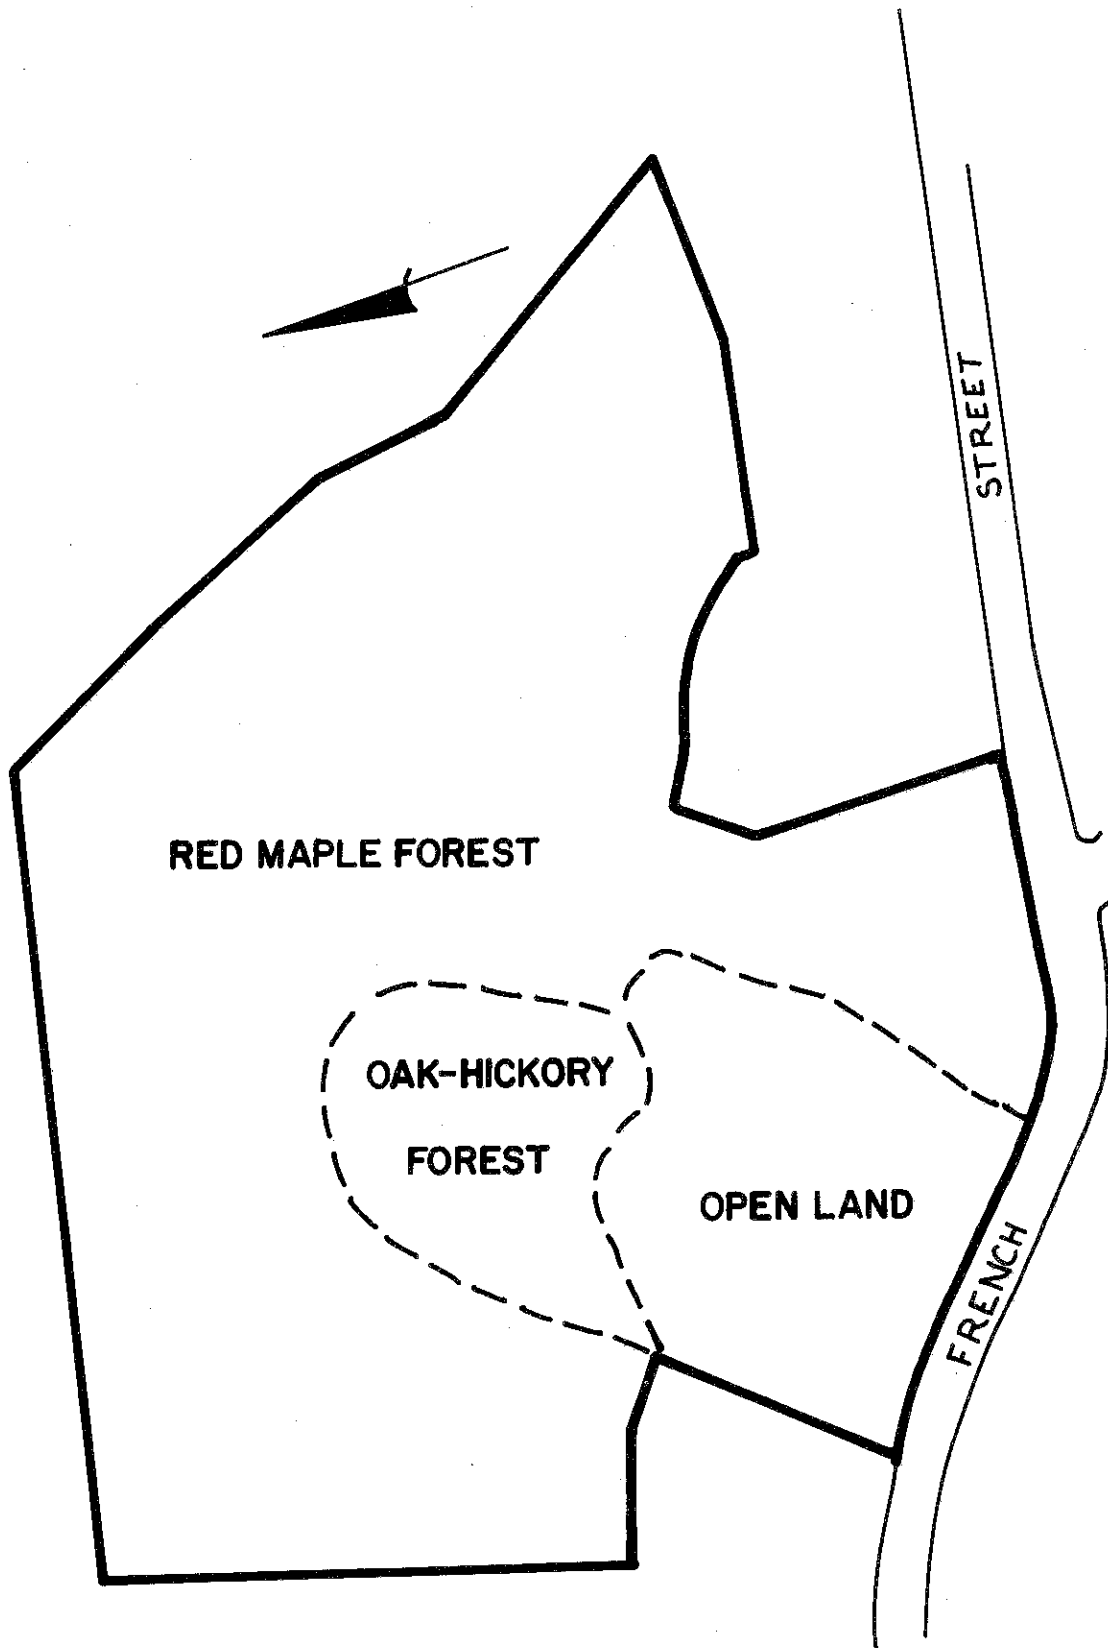 STREET
RED MAPLE FOREST
OAK-HICKORY
FOREST
OPEN LAND
FRENCH